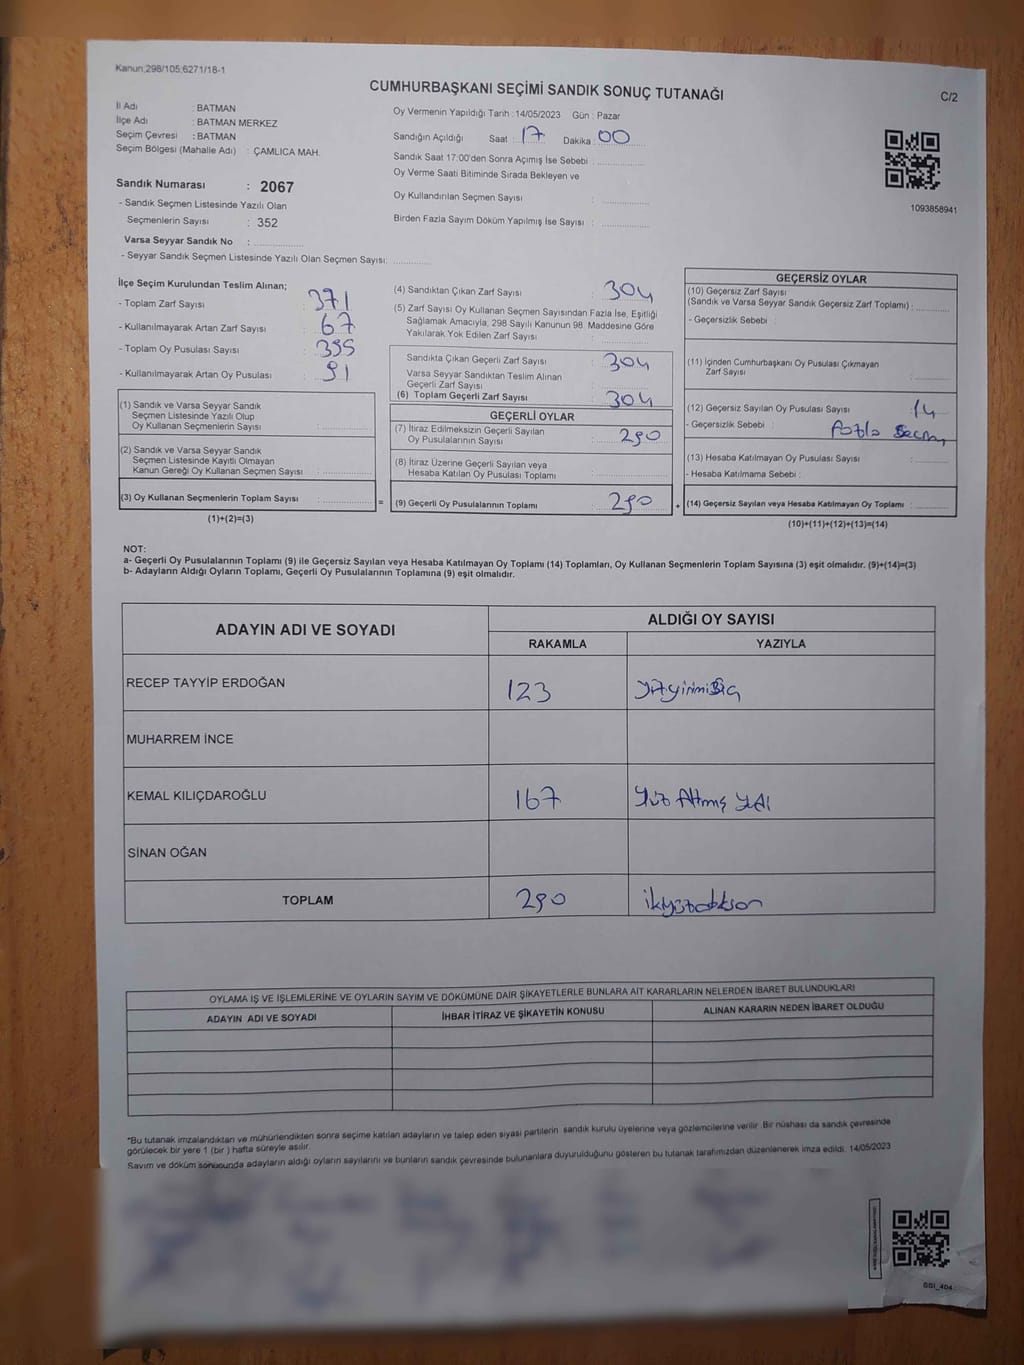 Kanun:298/105;6271/18-1
CUMHURBAŞKANI SEÇİMİ SANDIK SONUÇ TUTANAĞI
C/2
İl Adı : BATMAN
İlçe Adı : BATMAN MERKEZ
Seçim Çevresi : BATMAN
Seçim Bölgesi (Mahalle Adı) : ÇAMLICA MAH.
Sandık Numarası : 2067
- Sandık Seçmen Listesinde Yazılı Olan
Seçmenlerin Sayısı : 352
Varsa Seyyar Sandık No :
- Seyyar Sandık Seçmen Listesinde Yazılı Olan Seçmen Sayısı:
Oy Vermenin Yapıldığı Tarih : 14/05/2023 Gün : Pazar
Sandığın Açıldığı Saat : 17 Dakika : 00
Sandık Saat 17:00'den Sonra Açımış İse Sebebi :
Oy Verme Saati Bitiminde Sırada Bekleyen ve
Oy Kullandırılan Seçmen Sayısı :
Birden Fazla Sayım Döküm Yapılmış İse Sayısı :
1093858941
İlçe Seçim Kurulundan Teslim Alınan;
- Toplam Zarf Sayısı : 371
- Kullanılmayarak Artan Zarf Sayısı : 67
- Toplam Oy Pusulası Sayısı : 395
- Kullanılmayarak Artan Oy Pusulası : 91
(1) Sandık ve Varsa Seyyar Sandık
Seçmen Listesinde Yazılı Olup
Oy Kullanan Seçmenlerin Sayısı :
(2) Sandık ve Varsa Seyyar Sandık
Seçmen Listesinde Kayıtlı Olmayan
Kanun Gereği Oy Kullanan Seçmen Sayısı :
(3) Oy Kullanan Seçmenlerin Toplam Sayısı :
(1)+(2)=(3)
=
(4) Sandıktan Çıkan Zarf Sayısı : 304
(5) Zarf Sayısı Oy Kullanan Seçmen Sayısından Fazla İse, Eşitliği
Sağlamak Amacıyla, 298 Sayılı Kanunun 98. Maddesine Göre
Yakılarak Yok Edilen Zarf Sayısı :
Sandıkta Çıkan Geçerli Zarf Sayısı : 304
Varsa Seyyar Sandıktan Teslim Alınan
Geçerli Zarf Sayısı :
(6) Toplam Geçerli Zarf Sayısı : 304
GEÇERLİ OYLAR
(7) İtiraz Edilmeksizin Geçerli Sayılan
Oy Pusulalarının Sayısı : 290
(8) İtiraz Üzerine Geçerli Sayılan veya
Hesaba Katılan Oy Pusulası Toplamı :
(9) Geçerli Oy Pusulalarının Toplamı : 290
+
GEÇERSİZ OYLAR
(10) Geçersiz Zarf Sayısı
(Sandık ve Varsa Seyyar Sandık Geçersiz Zarf Toplamı) :
- Geçersizlik Sebebi :
(11) İçinden Cumhurbaşkanı Oy Pusulası Çıkmayan
Zarf Sayısı :
(12) Geçersiz Sayılan Oy Pusulası Sayısı : 14
- Geçersizlik Sebebi : fazla
(13) Hesaba Katılmayan Oy Pusulası Sayısı :
- Hesaba Katılmama Sebebi :
(14) Geçersiz Sayılan veya Hesaba Katılmayan Oy Toplamı :
(10)+(11)+(12)+(13)=(14)
NOT:
a- Geçerli Oy Pusulalarının Toplamı (9) ile Geçersiz Sayılan veya Hesaba Katılmayan Oy Toplamı (14) Toplamları, Oy Kullanan Seçmenlerin Toplam Sayısına (3) eşit olmalıdır. (9)+(14)=(3)
b- Adayların Aldığı Oyların Toplamı, Geçerli Oy Pusulalarının Toplamına (9) eşit olmalıdır.
ADAYIN ADI VE SOYADI
ALDIĞI OY SAYISI
RAKAMLA YAZIYLA
RECEP TAYYİP ERDOĞAN 123
MUHARREM İNCE
KEMAL KILIÇDAROĞLU 167 Yüz Altmış
SİNAN OĞAN
TOPLAM 290
OYLAMA İŞ VE İŞLEMLERİNE VE OYLARIN SAYIM VE DÖKÜMÜNE DAİR ŞİKAYETLERLE BUNLARA AİT KARARLARIN NELERDEN İBARET BULUNDUKLARI
ADAYIN ADI VE SOYADI İHBAR İTİRAZ VE ŞİKAYETİN KONUSU ALINAN KARARIN NEDEN İBARET OLDUĞU
*Bu tutanak imzalandıktan ve mühürlendikten sonra seçime katılan adayların ve talep eden siyasi partilerin sandık kurulu üyelerine veya gözlemcilerine verilir. Bir nüshası da sandık çevresinde
görülecek bir yere 1 (bir ) hafta süreyle asılır.
Sayım ve döküm sonucunda adayların aldığı oyların sayılarını ve bunların sandık çevresinde bulunanlara duyurulduğunu gösteren bu tutanak tarafımızdan düzenlenerek imza edildi. 14/05/2023